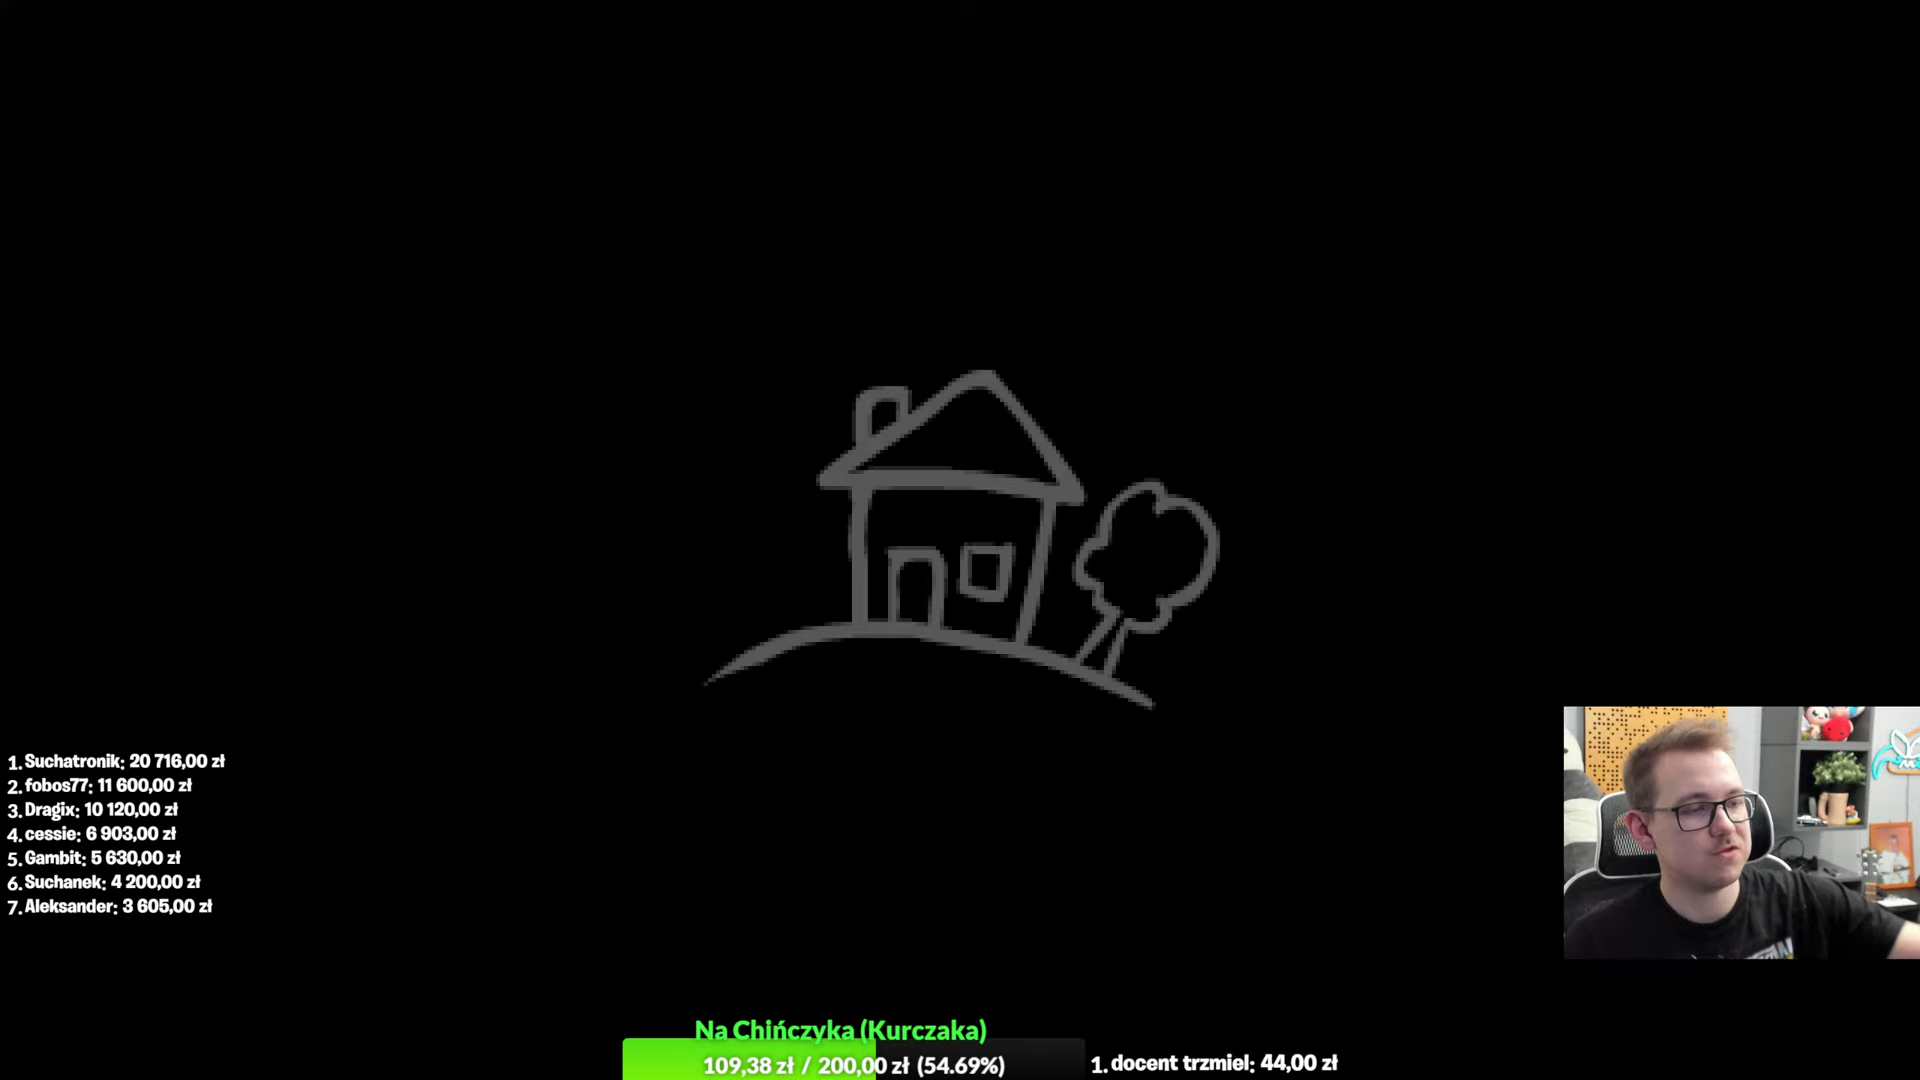 1. Suchatronik: 20 716,00 zł
2. fobos77: 11 600,00 zł
3. Dragix: 10 120,00 zł
4. cessie: 6 903,00 zł
5. Gambit: 5 630,00 zł
6. Suchanek: 4 200,00 zł
7. Aleksander: 3 605,00 zł
Na Chińczyka (Kurczaka)
109,38 zł / 200,00 zł (54.69%)
1. docent trzmiel: 44,00 zł